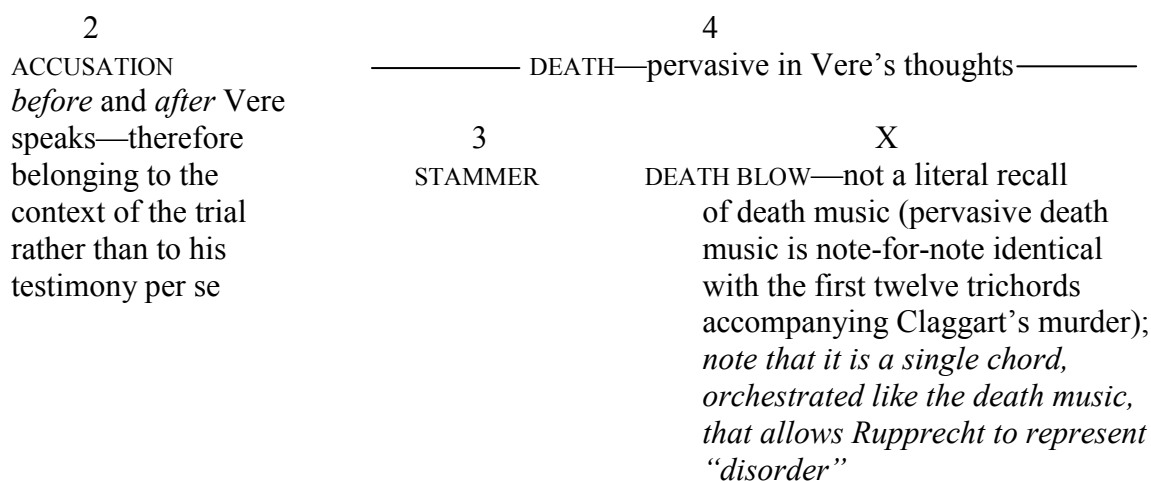 2 4
ACCUSATION ————— DEATH—pervasive in Vere’s thoughts————
before and after Vere
speaks—therefore 3 X
belonging to the STAMMER DEATH BLOW—not a literal recall
context of the trial of death music (pervasive death
rather than to his music is note-for-note identical
testimony per se with the first twelve trichords
accompanying Claggart’s murder);
note that it is a single chord,
orchestrated like the death music,
that allows Rupprecht to represent
“disorder”